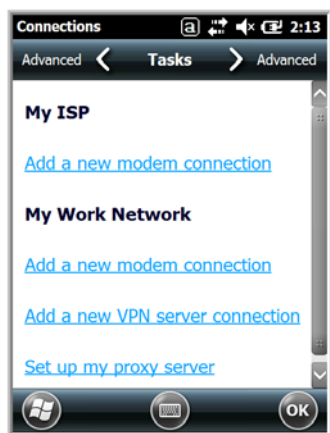 Connections a 2:13
Advanced Tasks Advanced
My ISP
Add a new modem connection
My Work Network
Add a new modem connection
Add a new VPN server connection
Set up my proxy server
OK